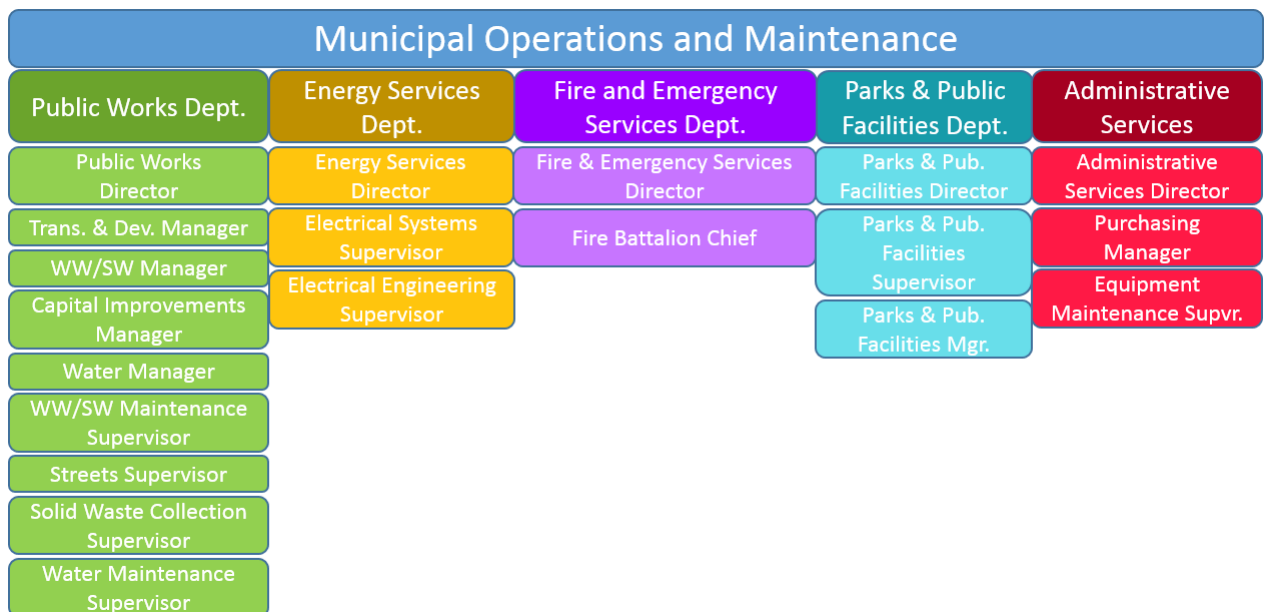 Municipal Operations and Maintenance
Public Works Dept.
Public Works
Director
Trans. & Dev. Manager
WW/SW Manager
Capital Improvements
Manager
Water Manager
WW/SW Maintenance
Supervisor
Streets Supervisor
Solid Waste Collection
Supervisor
Water Maintenance
Supervisor
Energy Services
Dept.
Energy Services
Director
Electrical Systems
Supervisor
Electrical Engineering
Supervisor
Fire and Emergency
Services Dept.
Fire & Emergency Services
Director
Fire Battalion Chief
Parks & Public
Facilities Dept.
Parks & Pub.
Facilities Director
Parks & Pub.
Facilities
Supervisor
Parks & Pub.
Facilities Mgr.
Administrative
Services
Administrative
Services Director
Purchasing
Manager
Equipment
Maintenance Supvr.